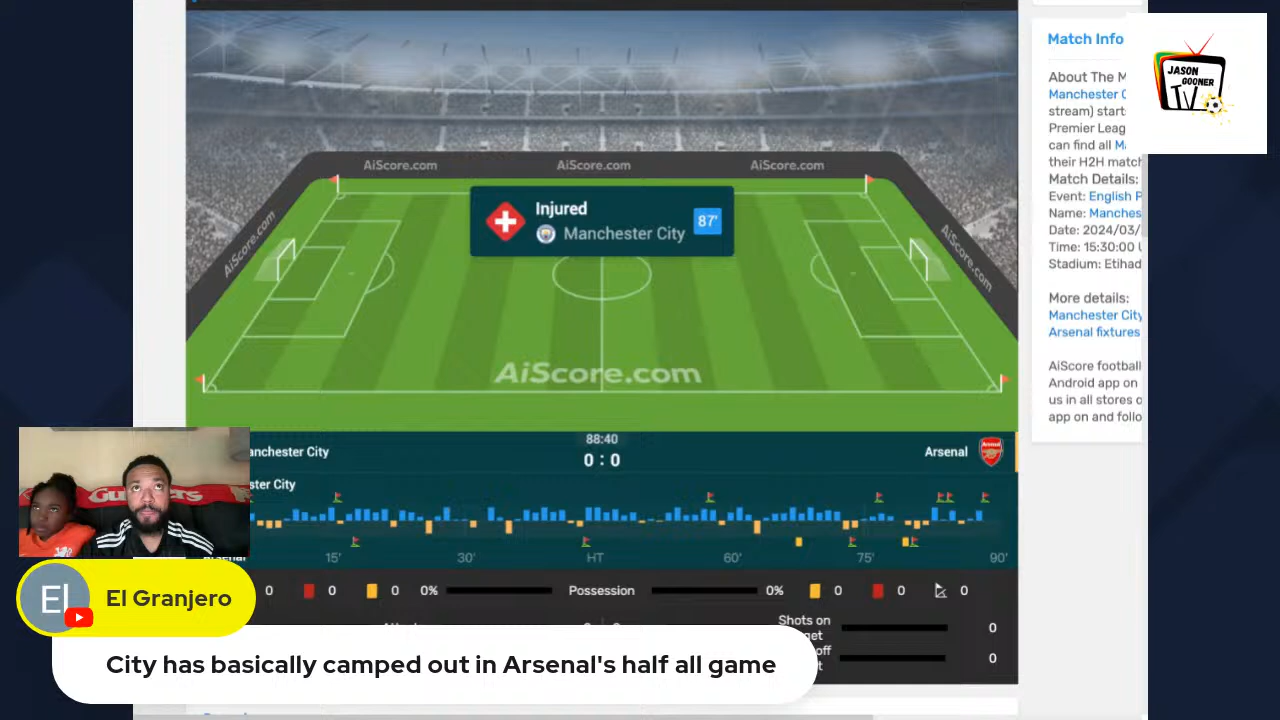 Match Info
JASON
GOONER
TV
About The M
Manchester C
stream) start
Premier Leag
can find all M
their H2H match
Match Details:
Event: English P
Name: Manches
Date: 2024/03/
Time: 15:30:00 U
Stadium: Etihad
More details:
Manchester City
Arsenal fixtures
AiScore football
Android app on
us in all stores o
app on and follo
AiScore.com AiScore.com AiScore.com
AiScore.com AiScore.com
Injured
Manchester City 87'
AiScore.com
88:40
anchester City 0 : 0 Arsenal
ster City
15' 30' HT 60' 75' 90'
0 0 0 0% Possession 0% 0 0 0
Shots on 0
0
El El Granjero
City has basically camped out in Arsenal's half all game